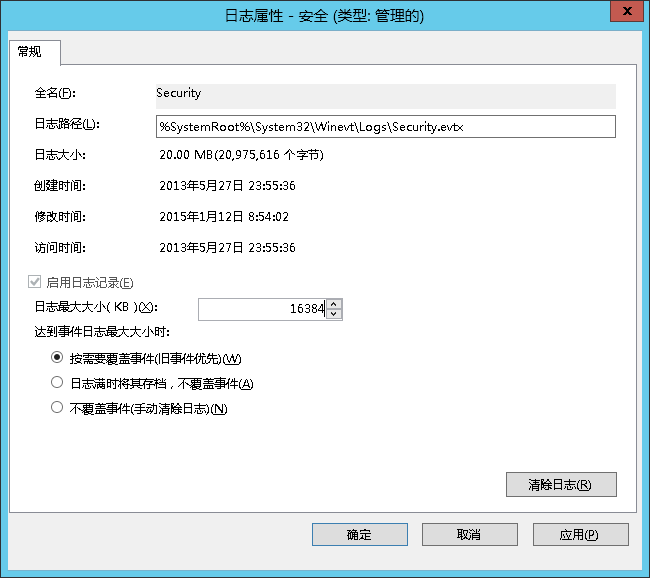 日志属性 - 安全 (类型: 管理的)
x
常规
全名(F): Security
日志路径(L): %SystemRoot%\System32\Winevt\Logs\Security.evtx
日志大小: 20.00 MB(20,975,616 个字节)
创建时间: 2013年5月27日 23:55:36
修改时间: 2015年1月12日 8:54:02
访问时间: 2013年5月27日 23:55:36
启用日志记录(E)
日志最大大小( KB )(X): 16384
达到事件日志最大大小时:
按需要覆盖事件(旧事件优先)(W)
日志满时将其存档，不覆盖事件(A)
不覆盖事件(手动清除日志)(N)
清除日志(R)
确定 取消 应用(P)